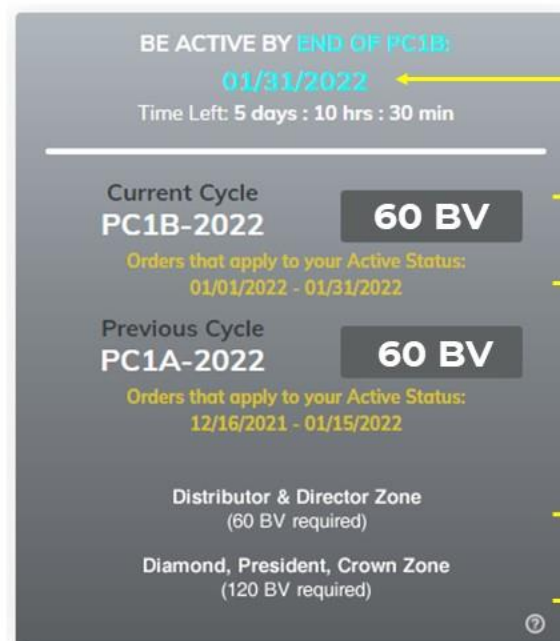 BE ACTIVE BY END OF PC1B:
01/31/2022
Time Left: 5 days : 10 hrs : 30 min
Current Cycle
PC1B-2022
60 BV
Orders that apply to your Active Status:
01/01/2022 - 01/31/2022
Previous Cycle
PC1A-2022
60 BV
Orders that apply to your Active Status:
12/16/2021 - 01/15/2022
Distributor & Director Zone
(60 BV required)
Diamond, President, Crown Zone
(120 BV required)
?